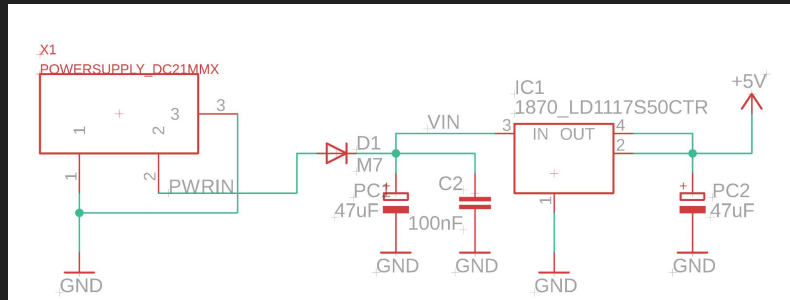 X1
POWERSUPPLY_DC21MMX
3
3
1
2
1
2
PWRIN
GND
D1
M7
VIN
PC1
47uF
GND
C2
100nF
GND
IC1
1870_LD1117S50CTR
3
IN OUT
4
2
1
GND
+5V
PC2
47uF
GND